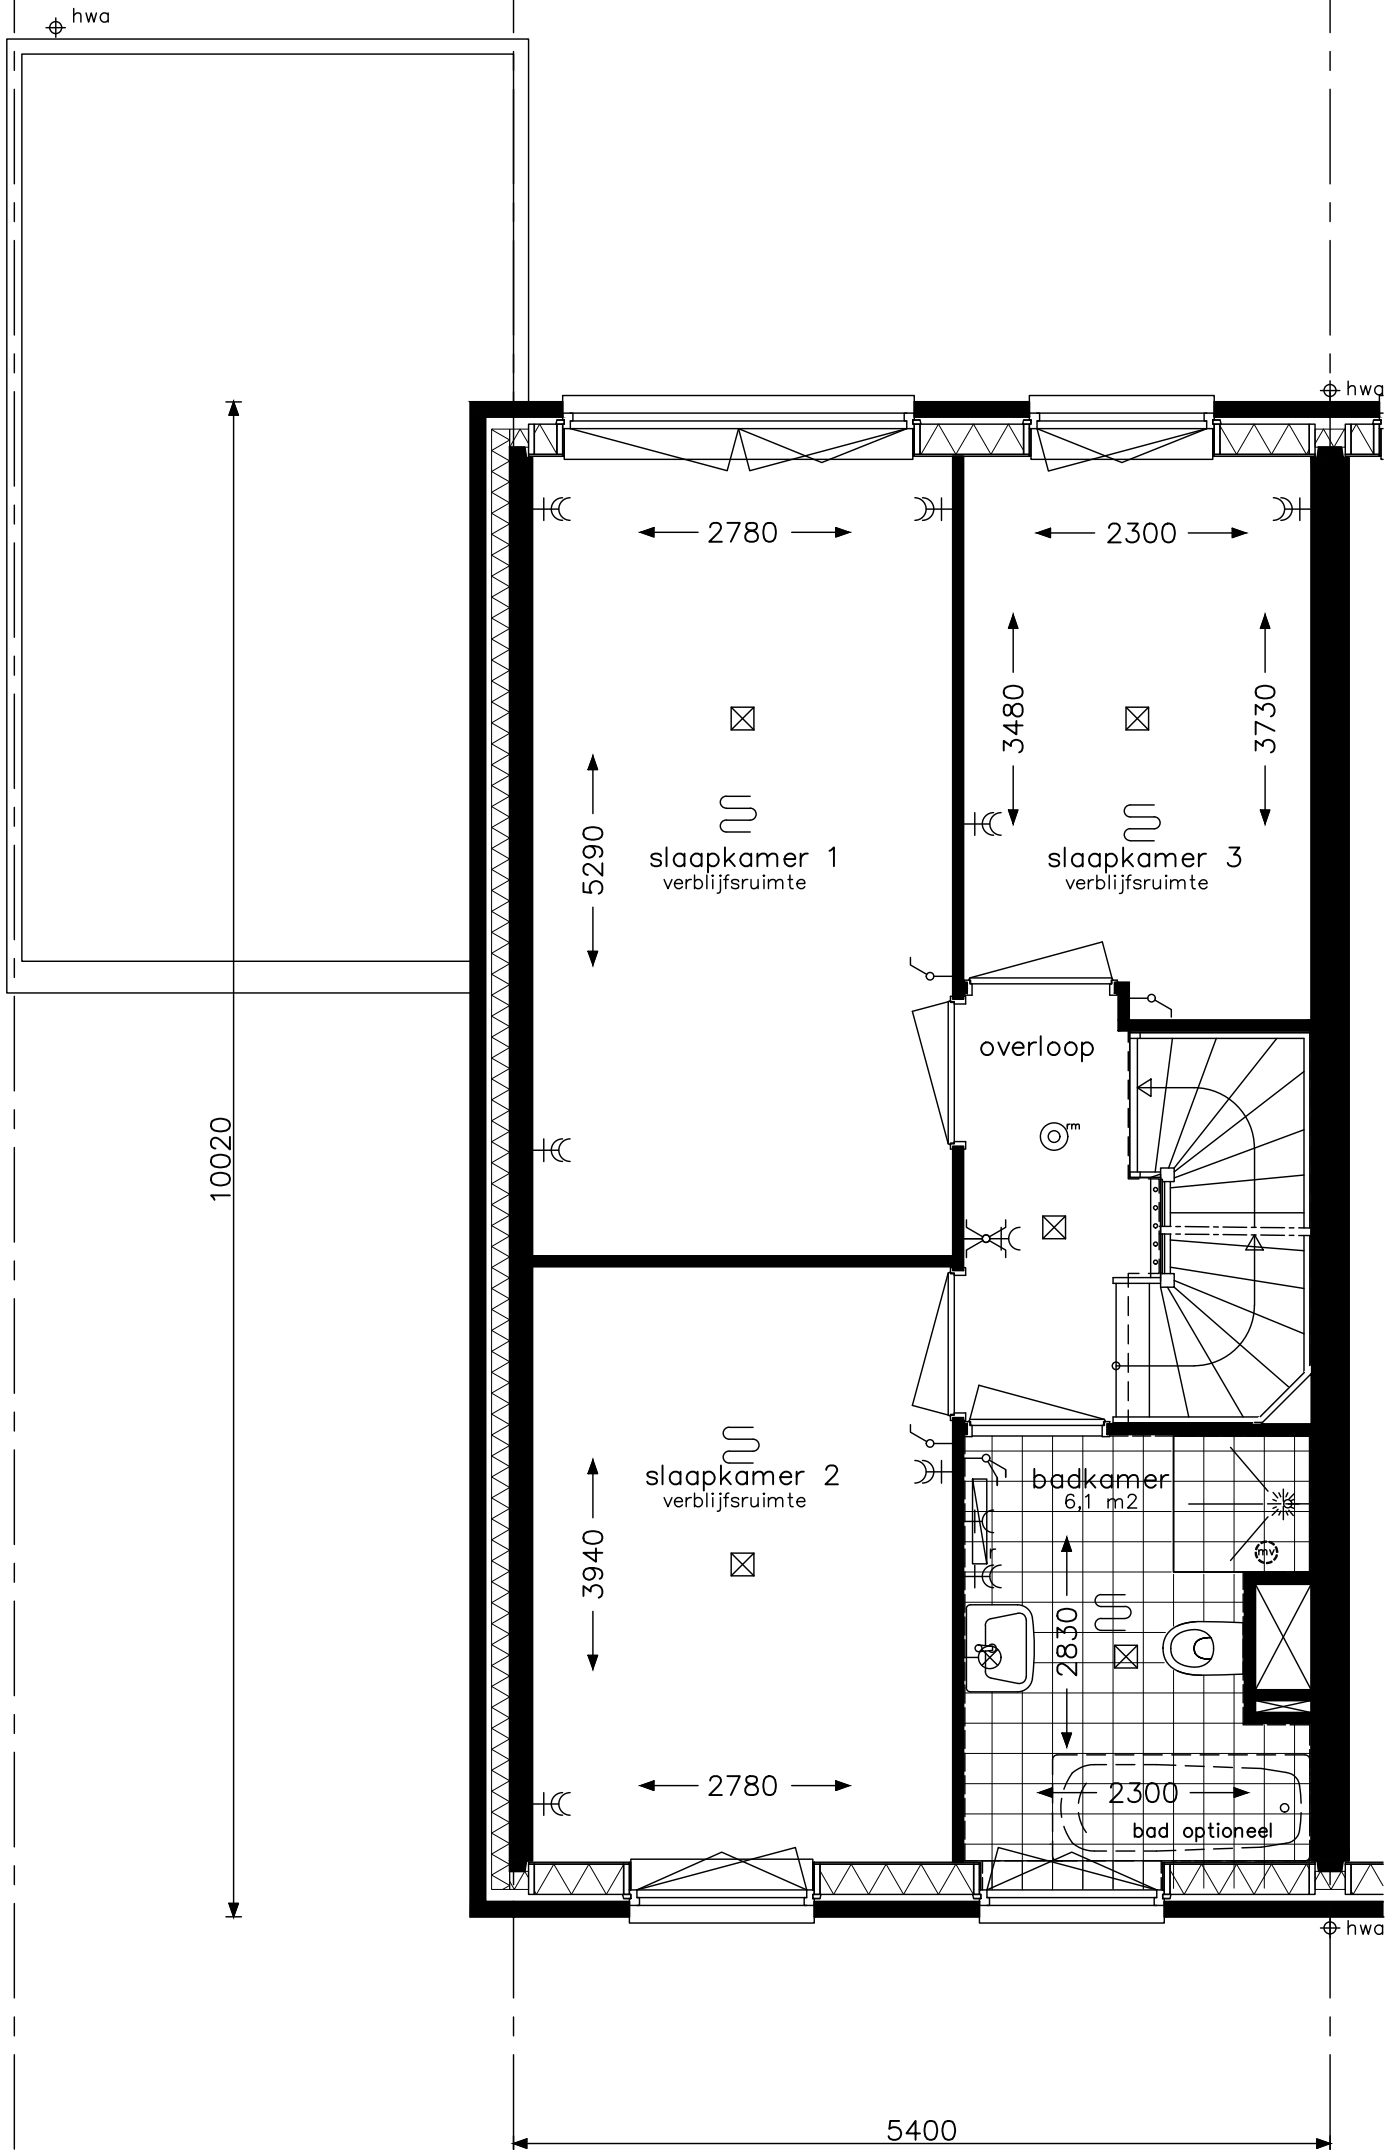 hwa
hwa
2780
2300
3480
3730
5290
slaapkamer 1
verblijfsruimte
slaapkamer 3
verblijfsruimte
overloop
rm
10020
slaapkamer 2
verblijfsruimte
badkamer
6,1 m2
r
mv
3940
2830
2780
2300
bad optioneel
hwa
5400